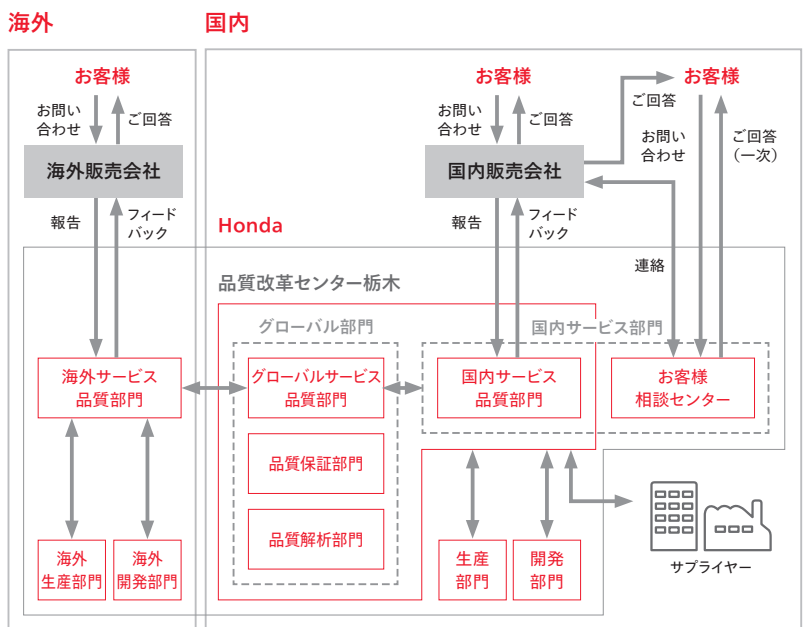 海外
国内
お客様
お客様
お客様
お問い
合わせ
ご回答
お問い
合わせ
ご回答
ご回答
お問い
合わせ
ご回答
(一次)
海外販売会社
国内販売会社
報告
フィード
バック
Honda
報告
フィード
バック
連絡
品質改革センター栃木
グローバル部門
国内サービス部門
海外サービス
品質部門
グローバルサービス
品質部門
国内サービス
品質部門
お客様
相談センター
品質保証部門
品質解析部門
海外
生産部門
海外
開発部門
生産
部門
開発
部門
サプライヤー